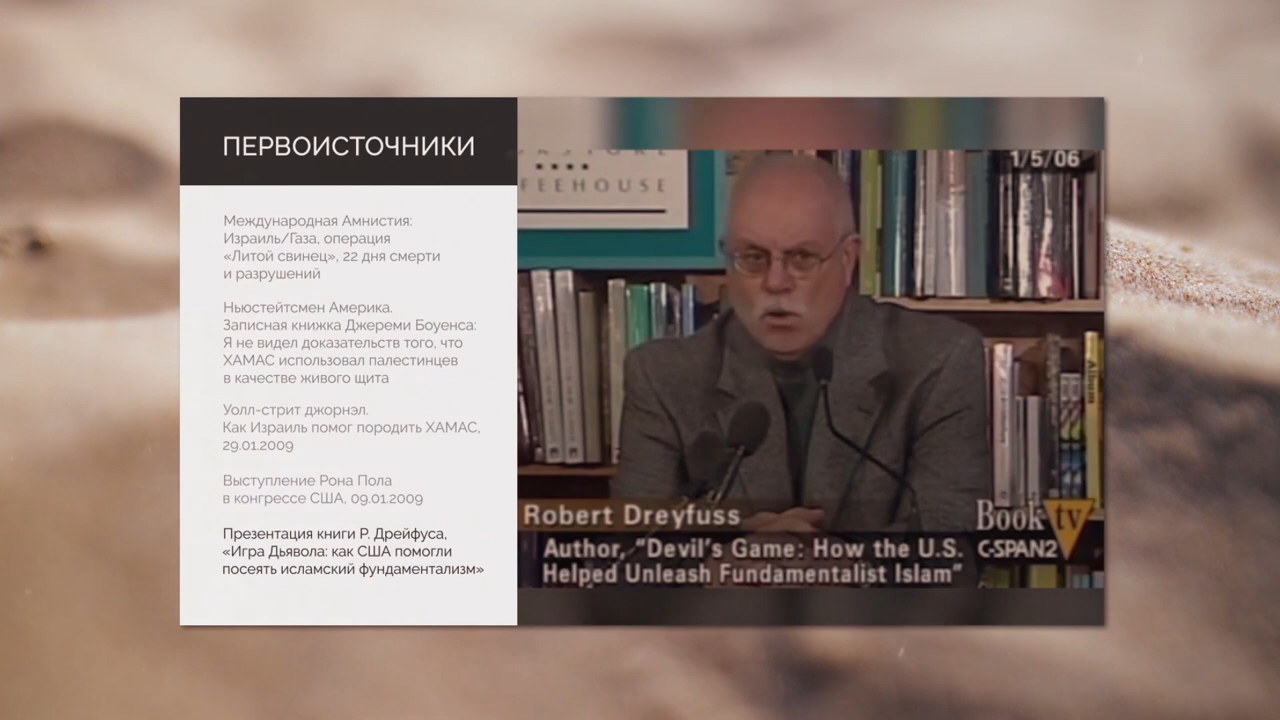 ПЕРВОИСТОЧНИКИ
Международная Амнистия:
Израиль/Газа, операция
«Литой свинец», 22 дня смерти
и разрушений
Ньюстейтсмен Америка.
Записная книжка Джереми Боуенса:
Я не видел доказательств того, что
ХАМАС использовал палестинцев
в качестве живого щита
Уолл-стрит джорнэл.
Как Израиль помог породить ХАМАС,
29.01.2009
Выступление Рона Пола
в конгрессе США, 09.01.2009
Презентация книги Р. Дрейфуса,
«Игра Дьявола: как США помогли
посеять исламский фундаментализм»
1/5/06
FEEHOUSE
Album
Robert Dreyfuss
Author, "Devil's Game: How the U.S.
Helped Unleash Fundamentalist Islam"
Book tv
C-SPAN2